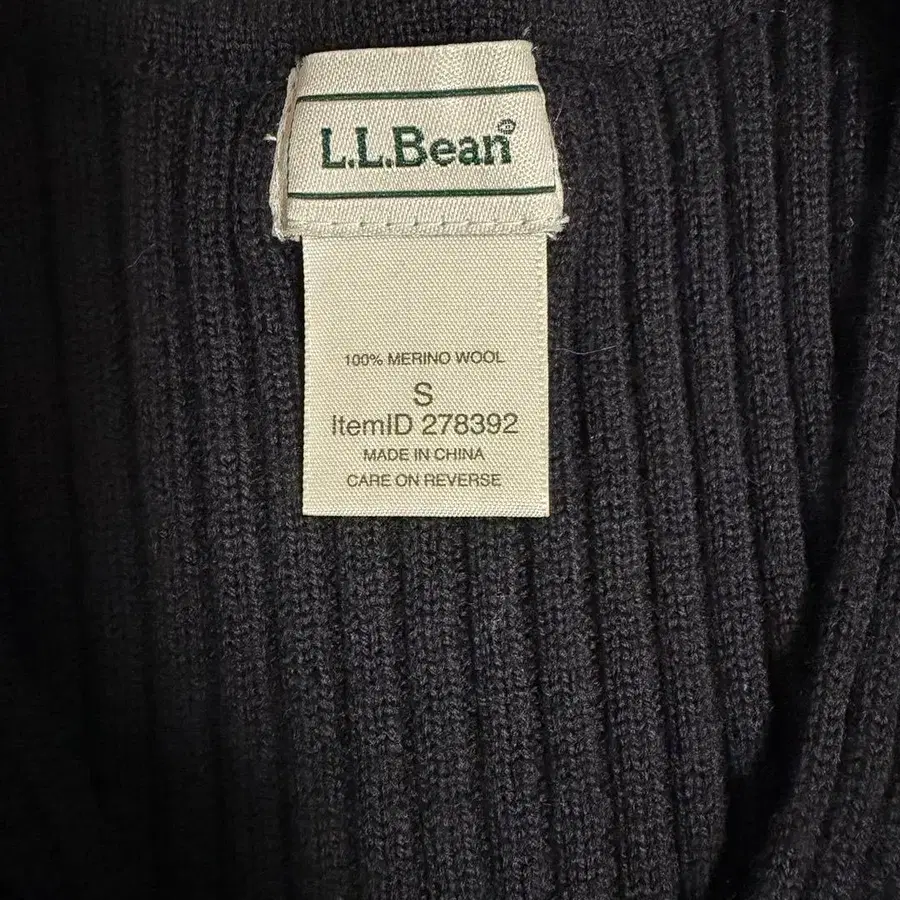 L.L.Bean®
100% MERINO WOOL
S
ItemID 278392
MADE IN CHINA
CARE ON REVERSE